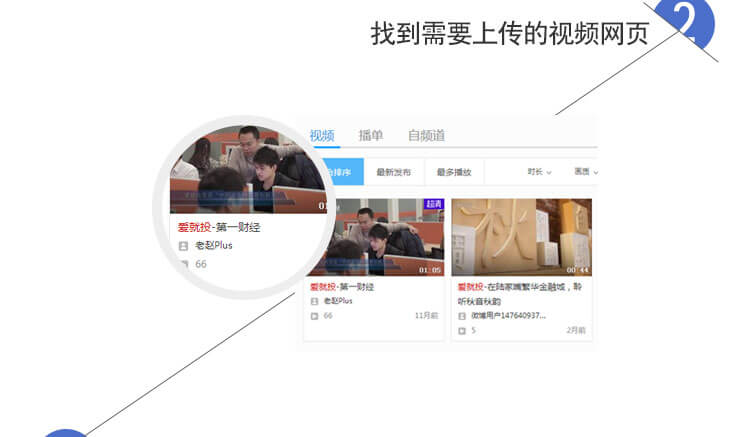 2
找到需要上传的视频网页
视频 播单 自频道
排序 最新发布 最多播放 时长 画质
爱就投-第一财经
老赵Plus
66
超清
01:05
爱就投-第一财经
老赵Plus
66 11月前
00:44
爱就投-在陆家嘴繁华金融城，聆
听秋音秋韵
微博用户147640937...
5 2月前